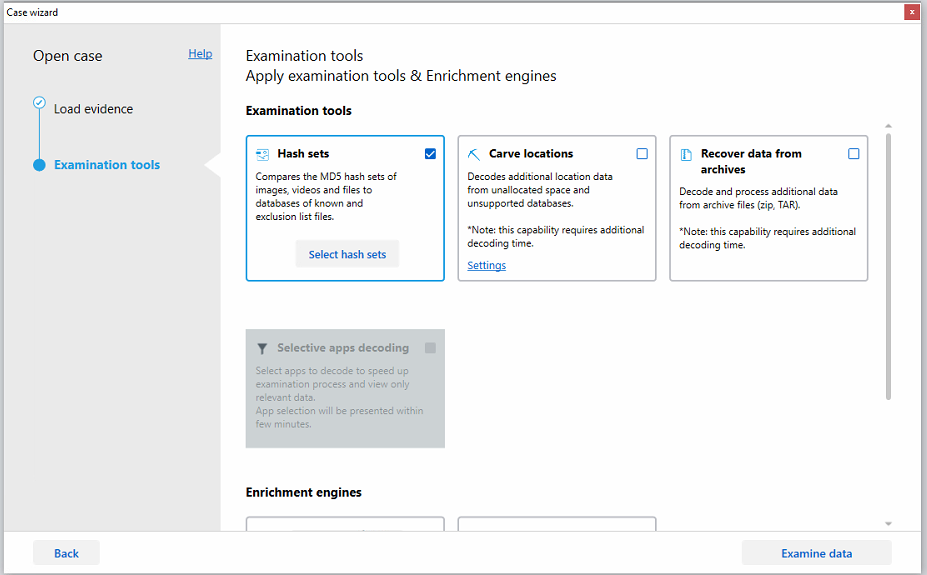 Case wizard
x
Open case
Help
Load evidence
Examination tools
Examination tools
Apply examination tools & Enrichment engines
Examination tools
Hash sets
Compares the MD5 hash sets of
images, videos and files to
databases of known and
exclusion list files.
Select hash sets
Carve locations
Decodes additional location data
from unallocated space and
unsupported databases.
*Note: this capability requires additional
decoding time.
Settings
Recover data from
archives
Decode and process additional data
from archive files (zip, TAR).
*Note: this capability requires additional
decoding time.
Selective apps decoding
Select apps to decode to speed up
examination process and view only
relevant data.
App selection will be presented within
few minutes.
Enrichment engines
Back
Examine data